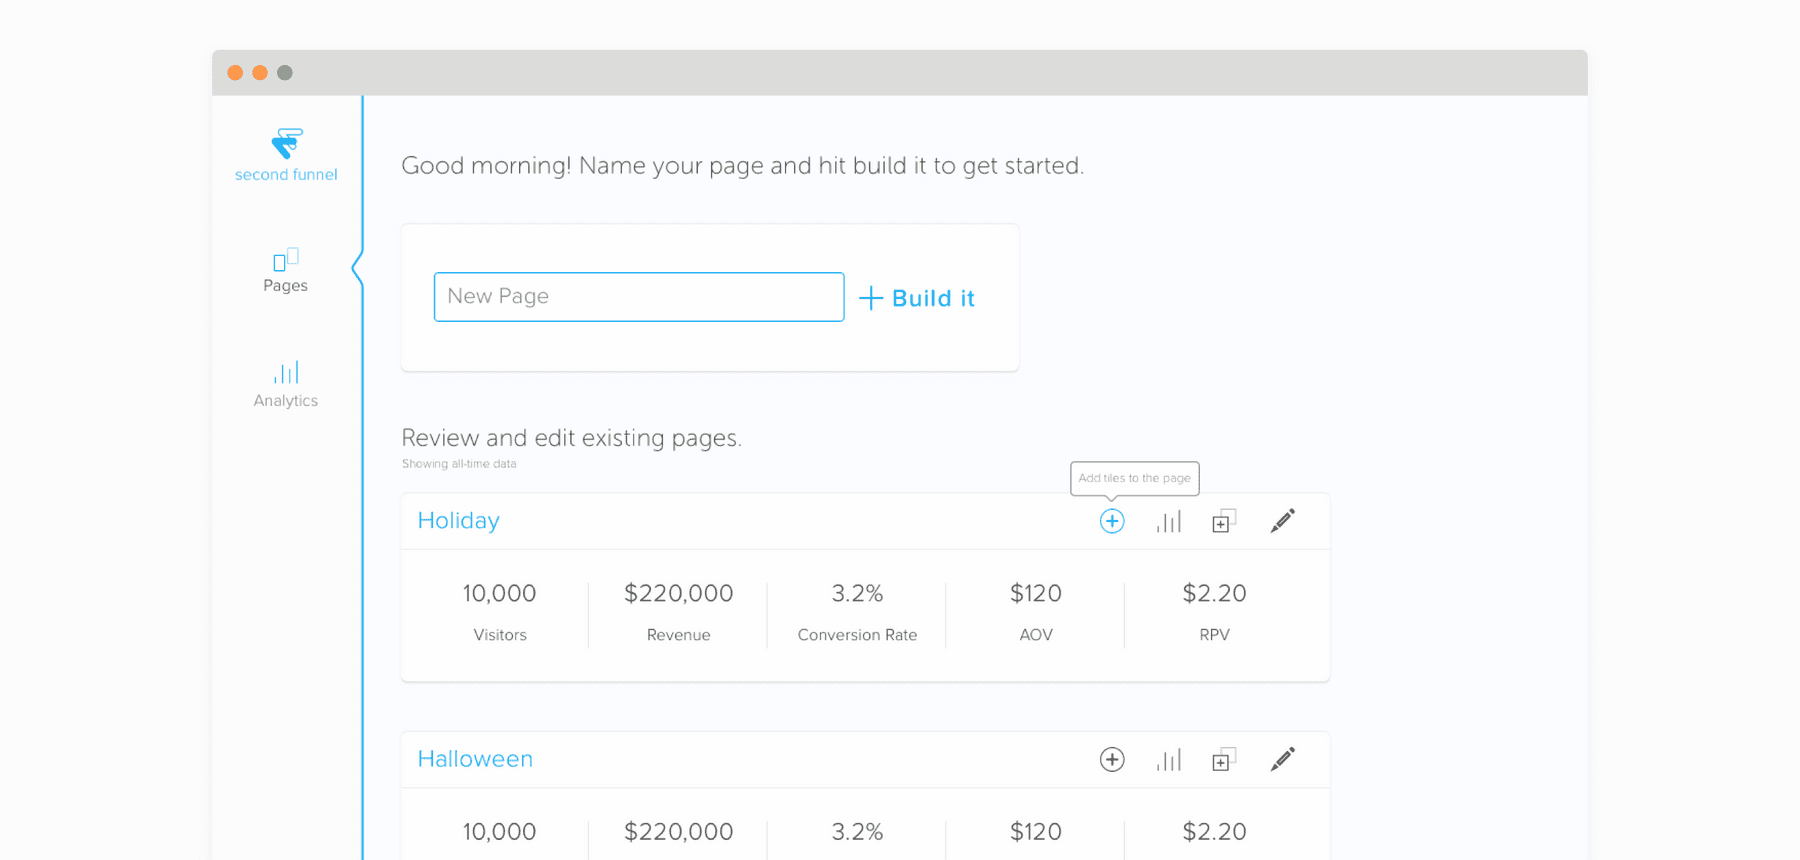 second funnel
Pages
Analytics
Good morning! Name your page and hit build it to get started.
New Page
Build it
Review and edit existing pages.
Showing all-time data
Add tiles to the page
Holiday
10,000 $220,000 3.2% $120 $2.20
Visitors Revenue Conversion Rate AOV RPV
Halloween
10,000 $220,000 3.2% $120 $2.20